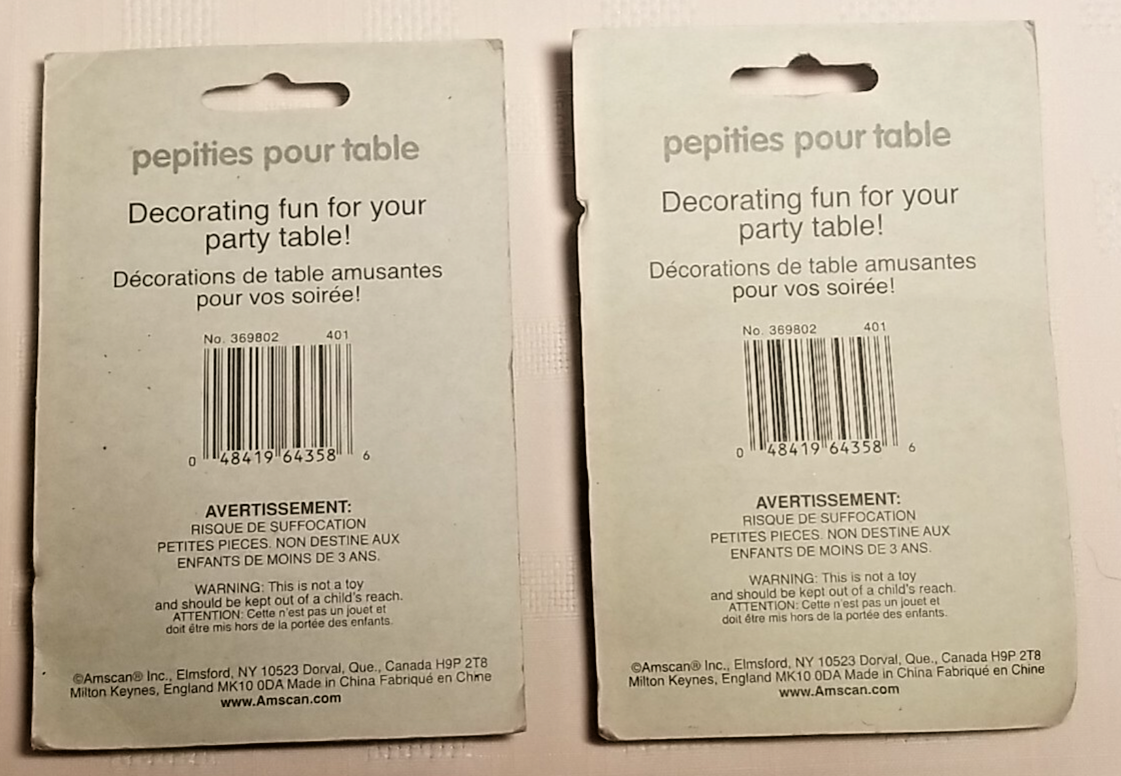 pepities pour table
Decorating fun for your
party table!
Décorations de table amusantes
pour vos soirée!
No. 369802 401
0 48419 64358 6
AVERTISSEMENT:
RISQUE DE SUFFOCATION
PETITES PIECES. NON DESTINE AUX
ENFANTS DE MOINS DE 3 ANS.
WARNING: This is not a toy
and should be kept out of a child's reach.
ATTENTION: Cette n'est pas un jouet et
doit être mis hors de la portée des enfants.
©Amscan® Inc., Elmsford, NY 10523 Dorval, Que., Canada H9P 2T8
Milton Keynes, England MK10 0DA Made in China Fabriqué en Chine
www.Amscan.com
pepities pour table
Decorating fun for your
party table!
Décorations de table amusantes
pour vos soirée!
No. 369802 401
0 48419 64358 6
AVERTISSEMENT:
RISQUE DE SUFFOCATION
PETITES PIECES. NON DESTINE AUX
ENFANTS DE MOINS DE 3 ANS.
WARNING: This is not a toy
and should be kept out of a child's reach.
ATTENTION: Cette n'est pas un jouet et
doit être mis hors de la portée des enfants.
©Amscan® Inc., Elmsford, NY 10523 Dorval, Que., Canada H9P 2T8
Milton Keynes, England MK10 0DA Made in China Fabriqué en Chine
www.Amscan.com